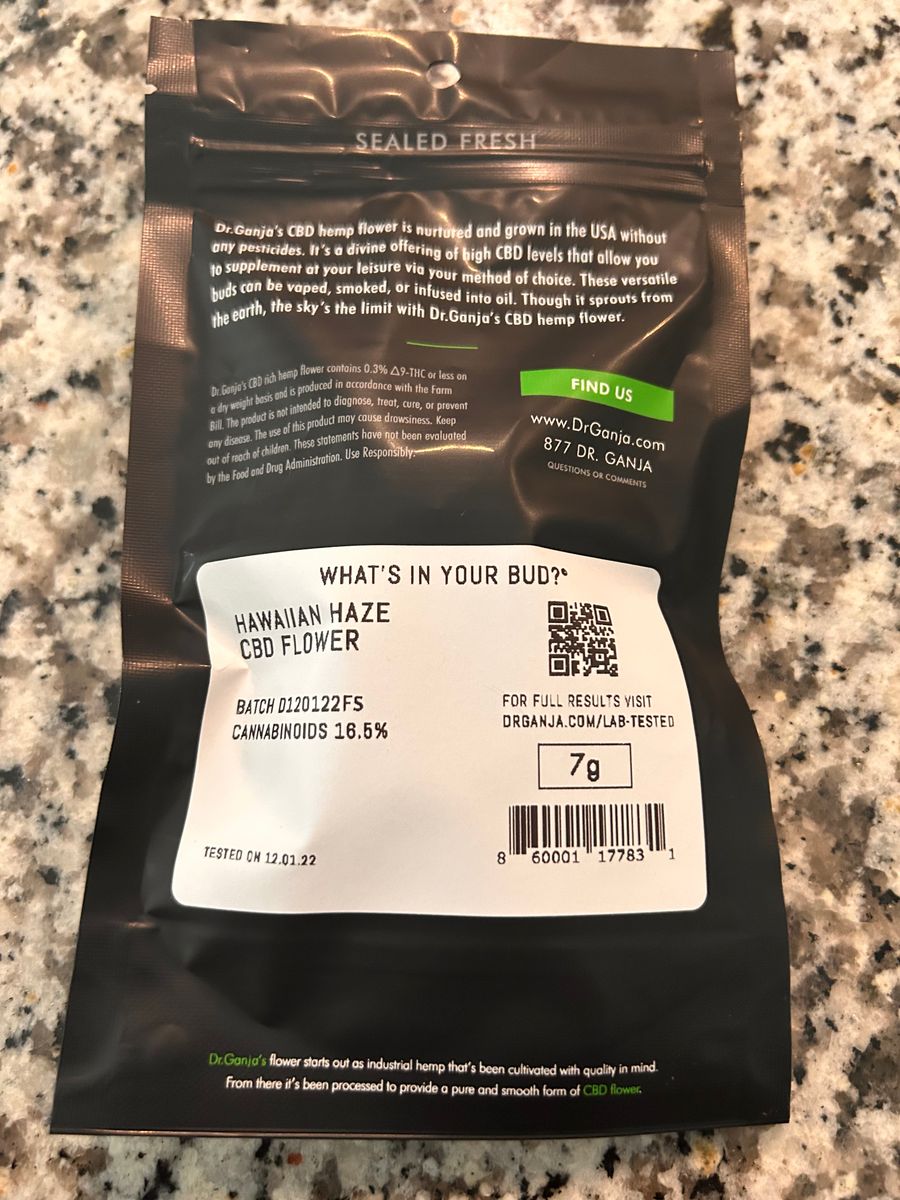 SEALED FRESH
Dr.Ganja's CBD hemp flower is nurtured and grown in the USA without
any pesticides. It's a divine offering of high CBD levels that allow you
to supplement at your leisure via your method of choice. These versatile
buds can be vaped, smoked, or infused into oil. Though it sprouts from
the earth, the sky's the limit with Dr.Ganja's CBD hemp flower.
Dr.Ganja's CBD rich hemp flower contains 0.3% Δ9-THC or less on
a dry weight basis and is produced in accordance with the Farm
Bill. The product is not intended to diagnose, treat, cure, or prevent
any disease. The use of this product may cause drowsiness. Keep
out of reach of children. These statements have not been evaluated
by the Food and Drug Administration. Use Responsibly.
FIND US
www.DrGanja.com
877 DR. GANJA
QUESTIONS OR COMMENTS
WHAT'S IN YOUR BUD?®
HAWAIIAN HAZE
CBD FLOWER
BATCH D120122FS
CANNABINOIDS 16.5%
FOR FULL RESULTS VISIT
DRGANJA.COM/LAB-TESTED
7g
TESTED ON 12.01.22
8 60001 17783 1
Dr.Ganja's flower starts out as industrial hemp that's been cultivated with quality in mind.
From there it's been processed to provide a pure and smooth form of CBD flower.